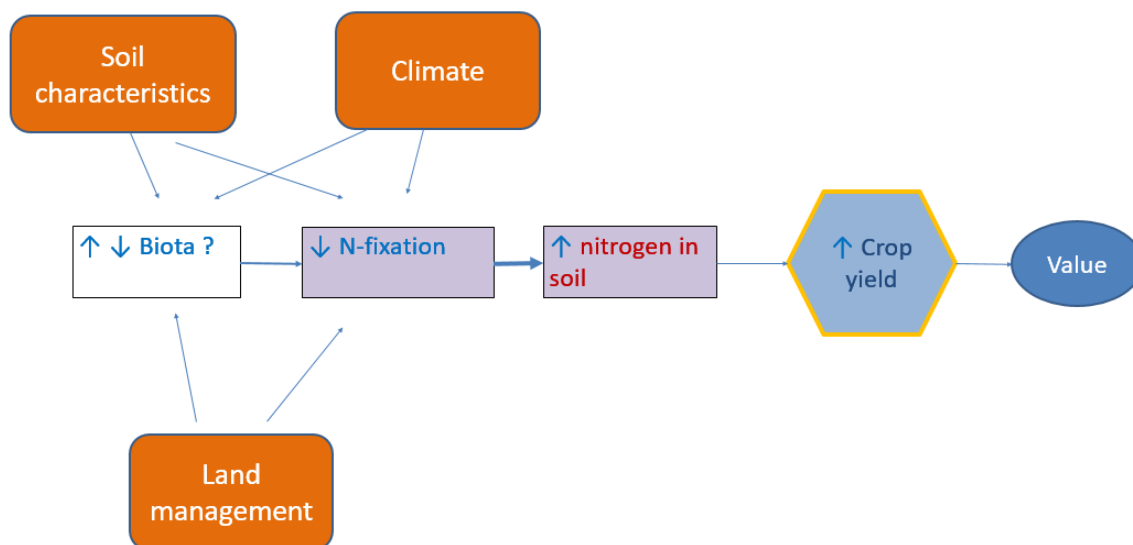 Soil
characteristics
Climate
↑ ↓ Biota ?
↓ N-fixation
↑ nitrogen in
soil
↑ Crop
yield
Value
Land
management